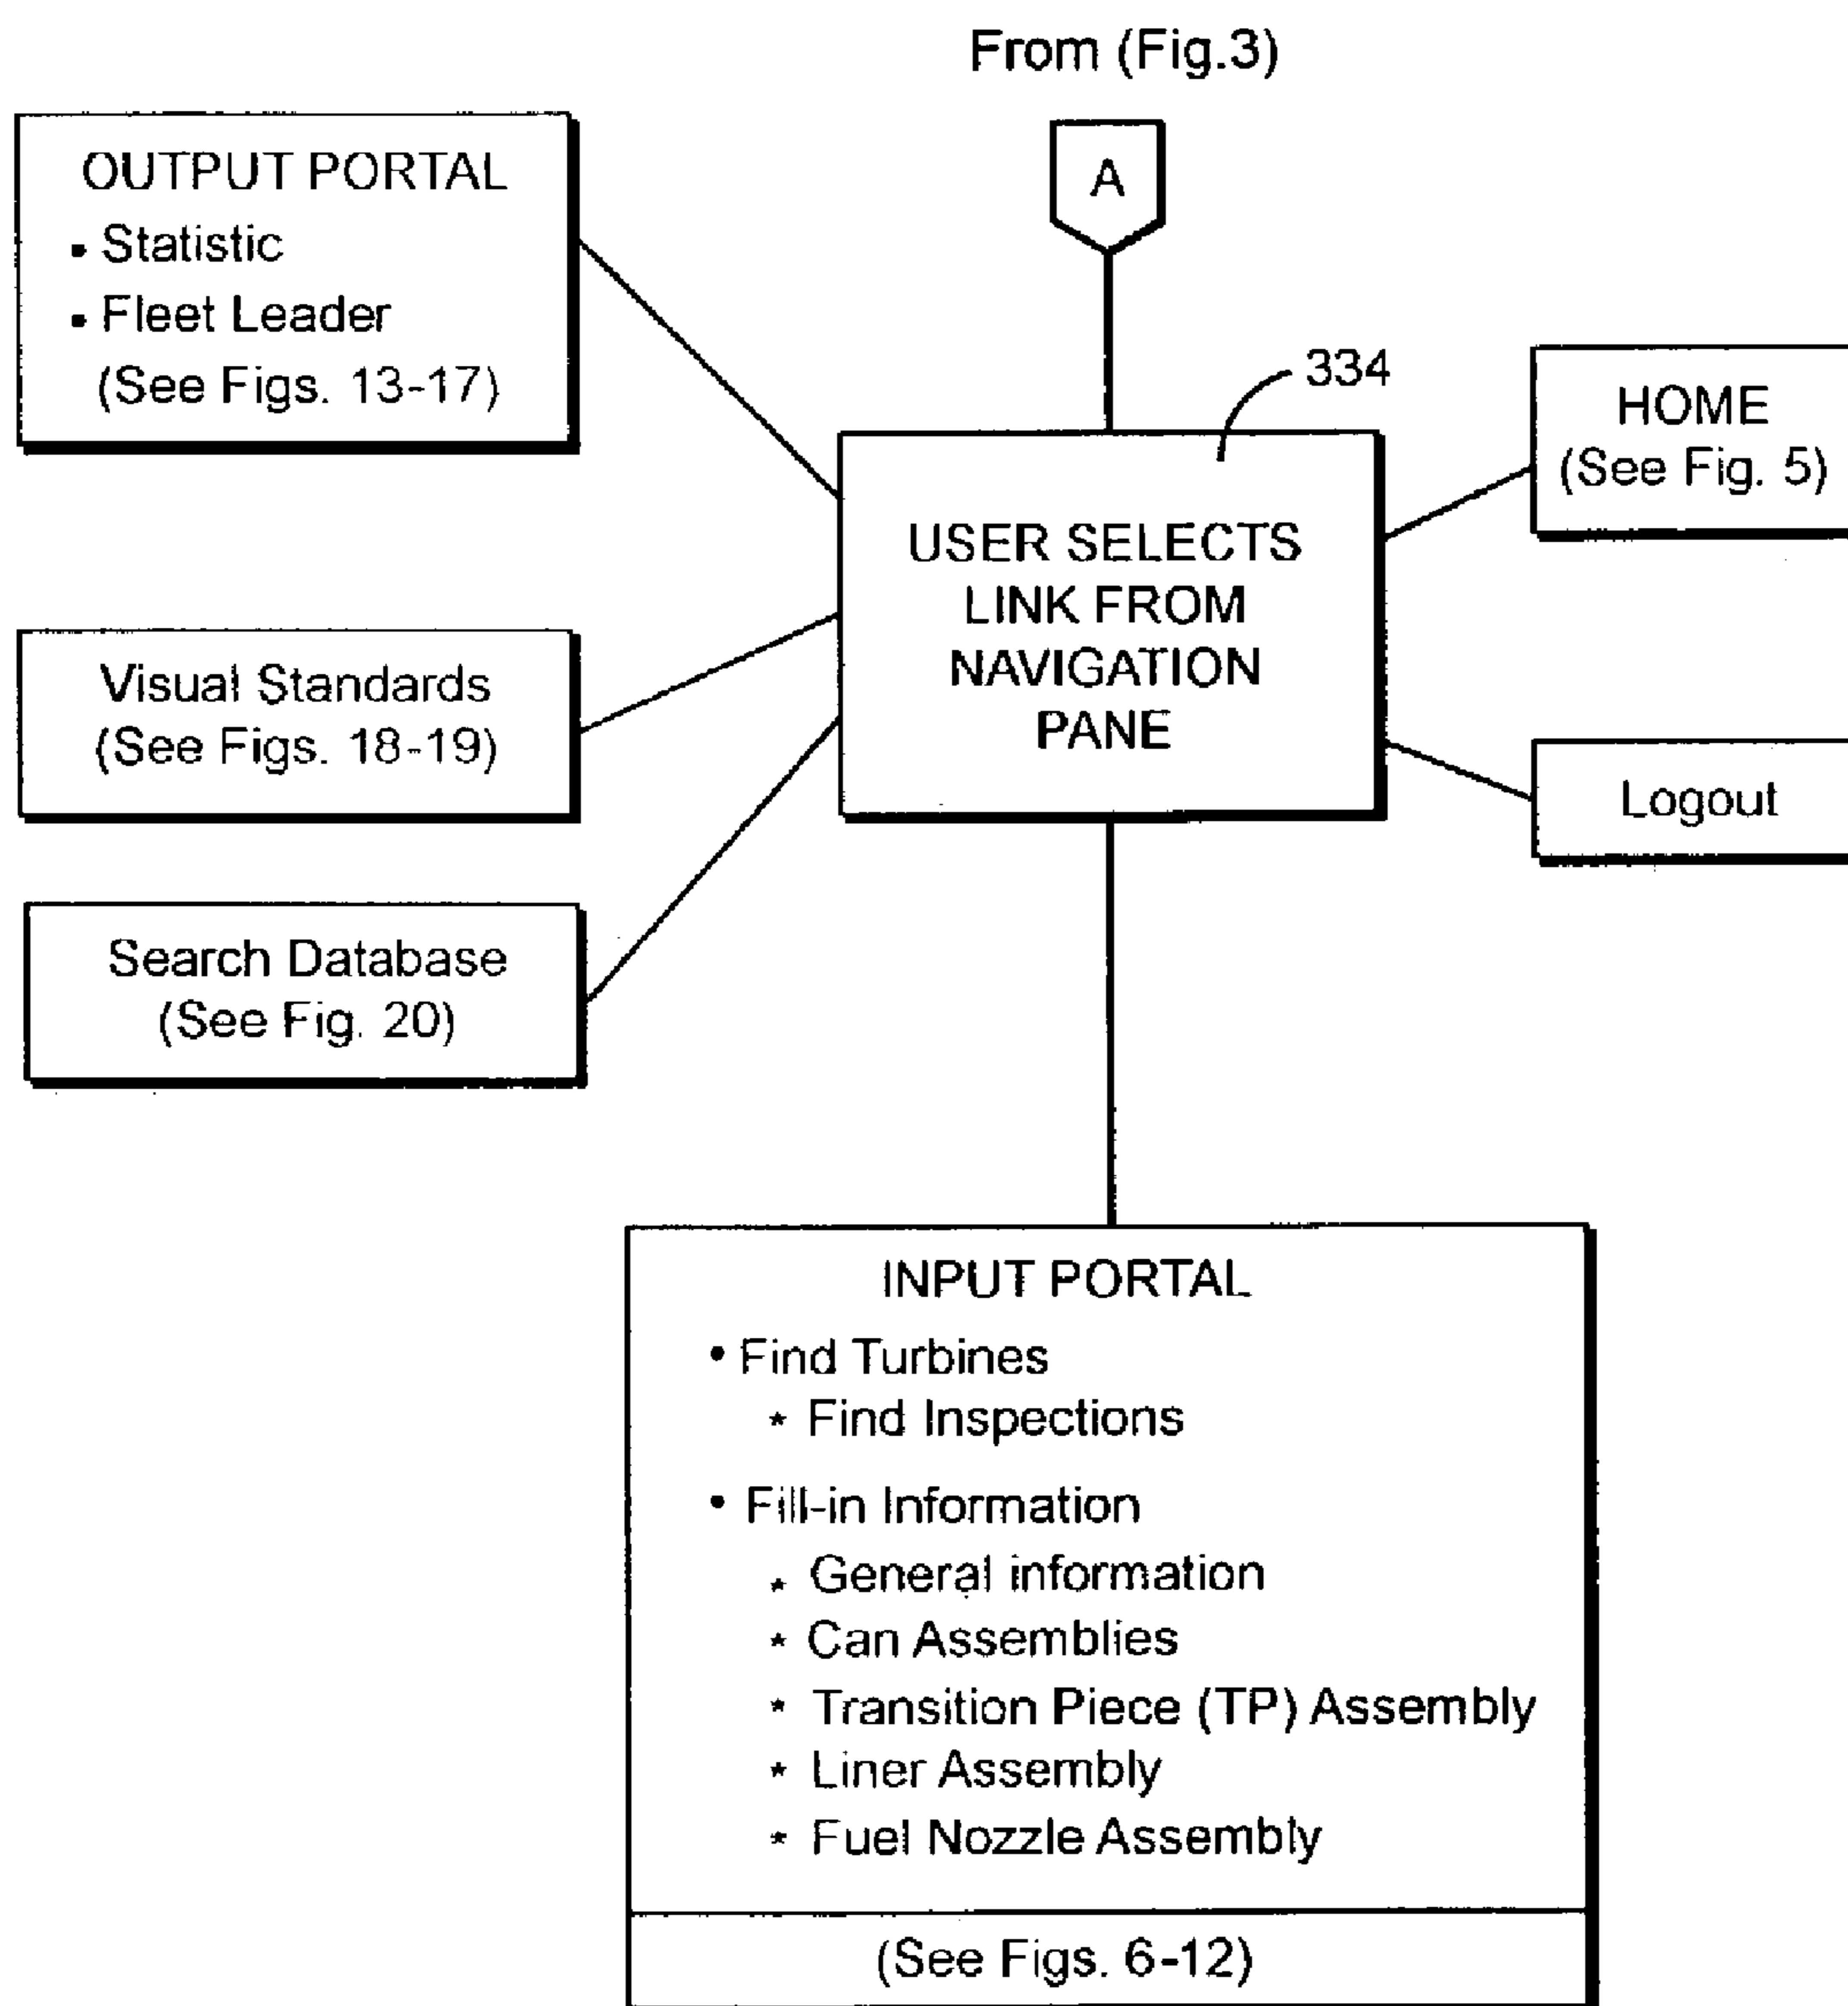 From (Fig.3)
A
OUTPUT PORTAL
▪ Statistic
▪ Fleet Leader
(See Figs. 13-17)
334
HOME
(See Fig. 5)
USER SELECTS
LINK FROM
NAVIGATION
PANE
Visual Standards
(See Figs. 18-19)
Logout
Search Database
(See Fig. 20)
INPUT PORTAL
• Find Turbines
* Find Inspections
• Fill-in Information
* General information
* Can Assemblies
* Transition Piece (TP) Assembly
* Liner Assembly
* Fuel Nozzle Assembly
(See Figs. 6-12)